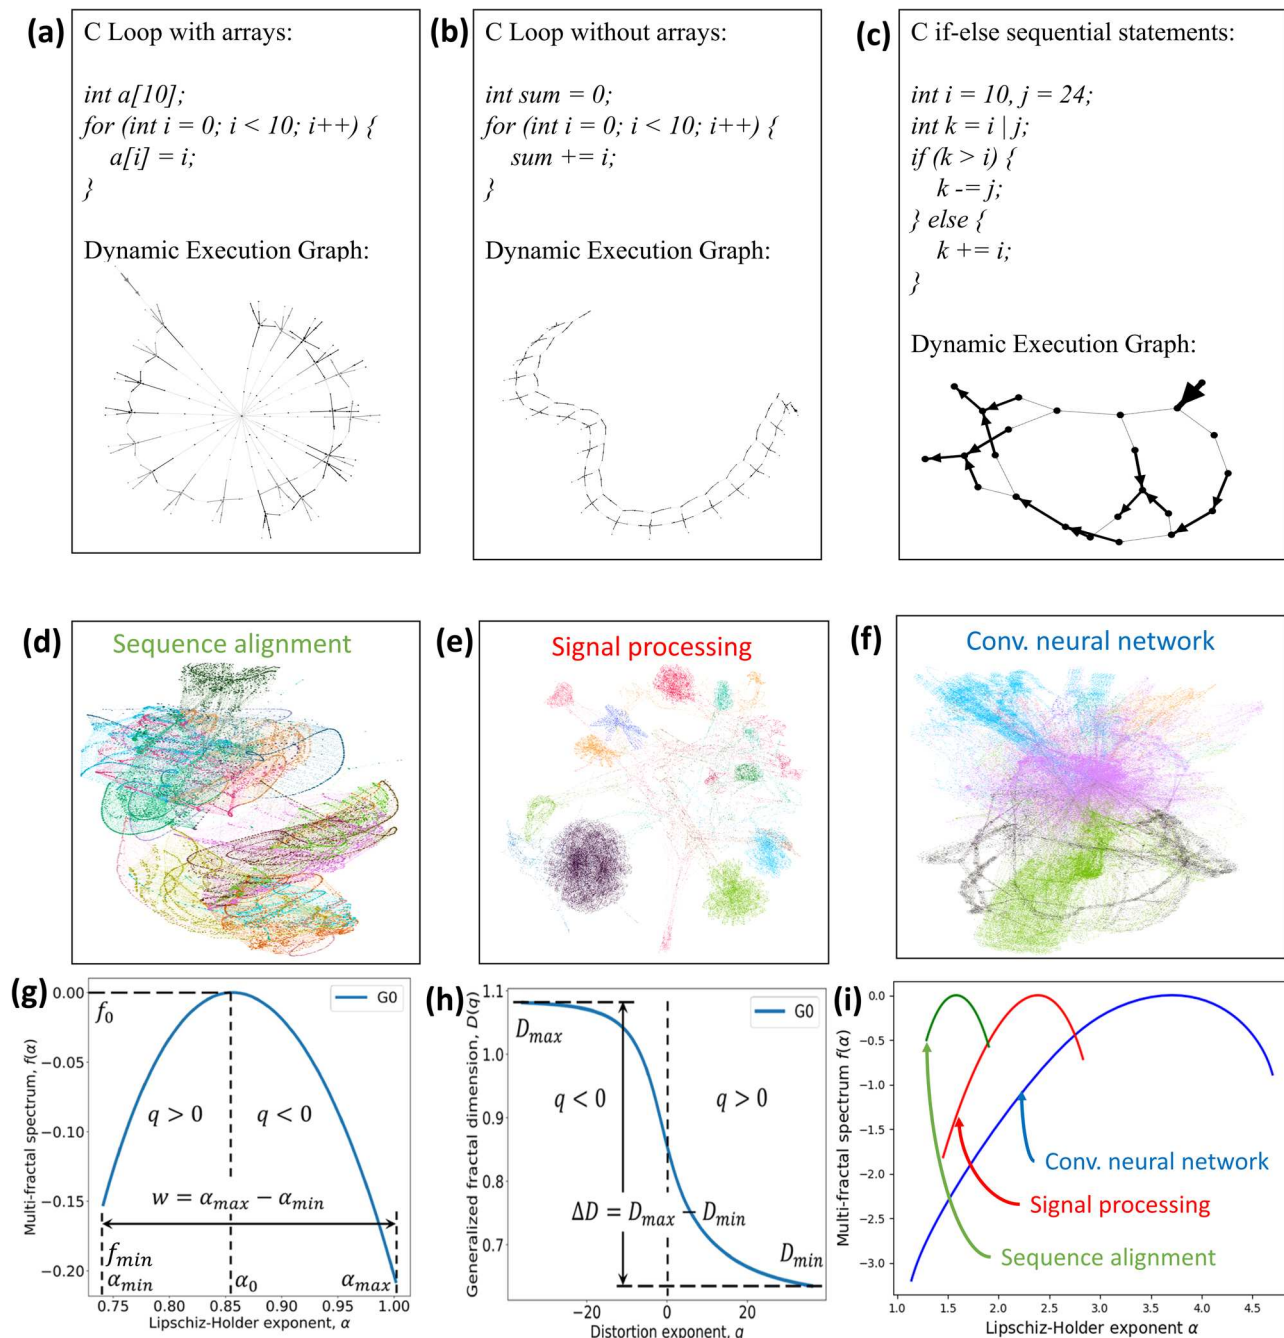 (a)
C Loop with arrays:
int a[10];
for (int i = 0; i < 10; i++) {
a[i] = i;
}
Dynamic Execution Graph:
(b)
C Loop without arrays:
int sum = 0;
for (int i = 0; i < 10; i++) {
sum += i;
}
Dynamic Execution Graph:
(c)
C if-else sequential statements:
int i = 10, j = 24;
int k = i | j;
if (k > i) {
k -= j;
} else {
k += i;
}
Dynamic Execution Graph:
(d)
Sequence alignment
(e)
Signal processing
(f)
Conv. neural network
(g)
Multi-fractal spectrum, f(α)
0.00
−0.05
−0.10
−0.15
−0.20
f₀
G0
q > 0
q < 0
w = αₘₐₓ − αₘᵢₙ
fₘᵢₙ
αₘᵢₙ
α₀
αₘₐₓ
0.75
0.80
0.85
0.90
0.95
1.00
Lipschiz-Holder exponent, α
(h)
Generalized fractal dimension, D(q)
1.1
1.0
0.9
0.8
0.7
G0
Dₘₐₓ
q < 0
q > 0
ΔD = Dₘₐₓ − Dₘᵢₙ
Dₘᵢₙ
−20
0
20
Distortion exponent, q
(i)
Multi-fractal spectrum f(α)
0.0
−0.5
−1.0
−1.5
−2.0
−2.5
−3.0
Conv. neural network
Signal processing
Sequence alignment
1.0
1.5
2.0
2.5
3.0
3.5
4.0
4.5
Lipschiz-Holder exponent α